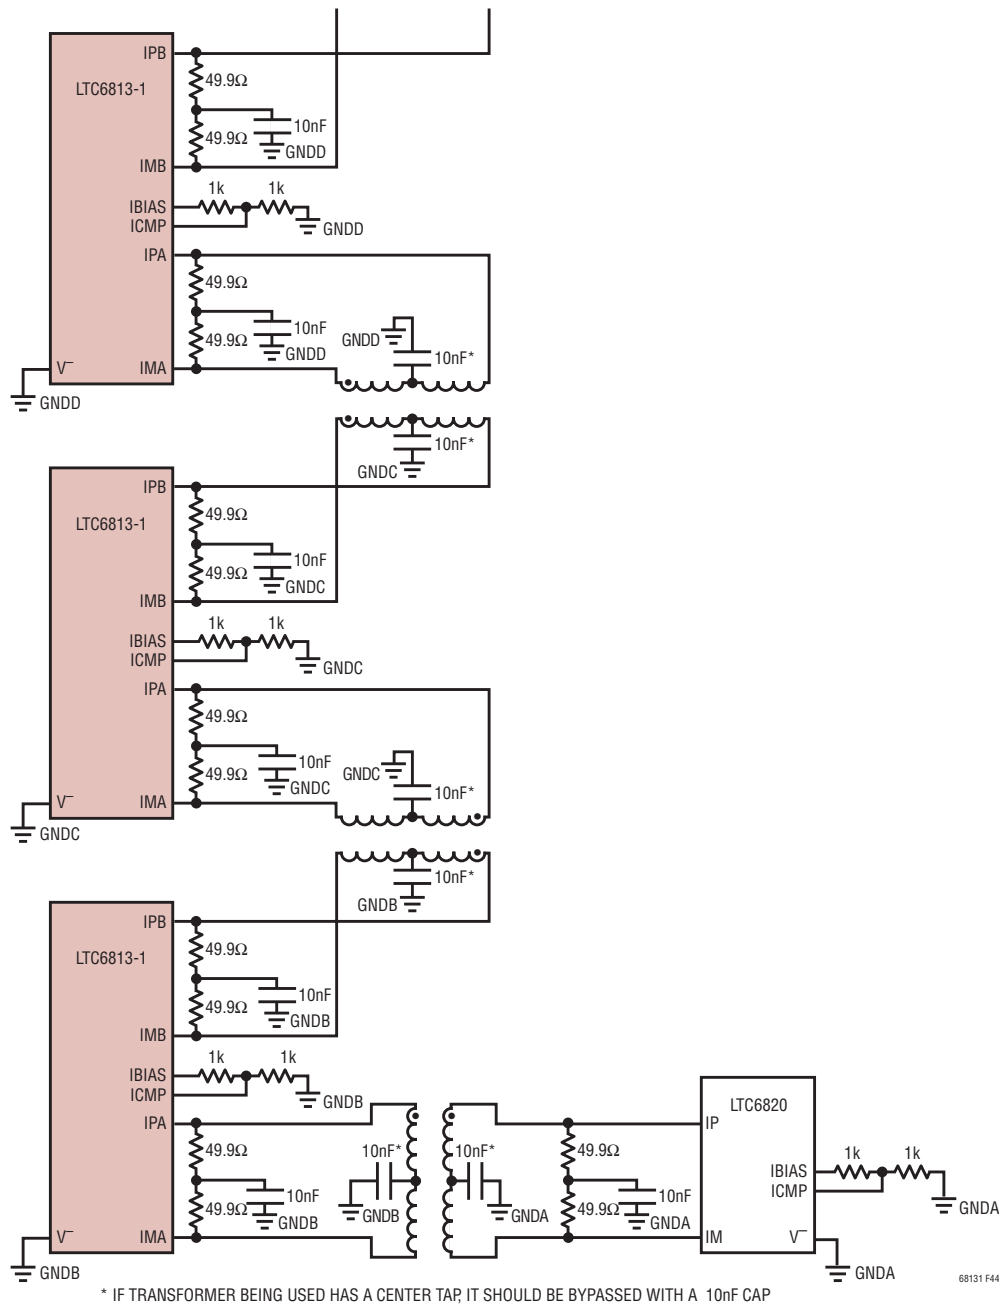 IPB
LTC6813-1
49.9Ω
10nF
49.9Ω
GNDD
IMB
1k
1k
IBIAS
GNDD
ICMP
IPA
49.9Ω
10nF
49.9Ω
GNDD
GNDD
10nF*
V–
IMA
GNDD
10nF*
GNDC
IPB
LTC6813-1
49.9Ω
10nF
49.9Ω
GNDC
IMB
1k
1k
IBIAS
ICMP
GNDC
IPA
49.9Ω
10nF
49.9Ω
GNDC
GNDC
10nF*
V–
IMA
GNDC
10nF*
GNDB
IPB
LTC6813-1
49.9Ω
10nF
49.9Ω
GNDB
IMB
1k
1k
IBIAS
ICMP
GNDB
IPA
49.9Ω
10nF
49.9Ω
GNDB
10nF*
10nF*
GNDB
GNDA
V–
IMA
GNDB
49.9Ω
10nF
49.9Ω
GNDA
LTC6820
IP
1k
1k
IBIAS
ICMP
GNDA
IM
V–
GNDA
68131 F44
* IF TRANSFORMER BEING USED HAS A CENTER TAP, IT SHOULD BE BYPASSED WITH A 10nF CAP